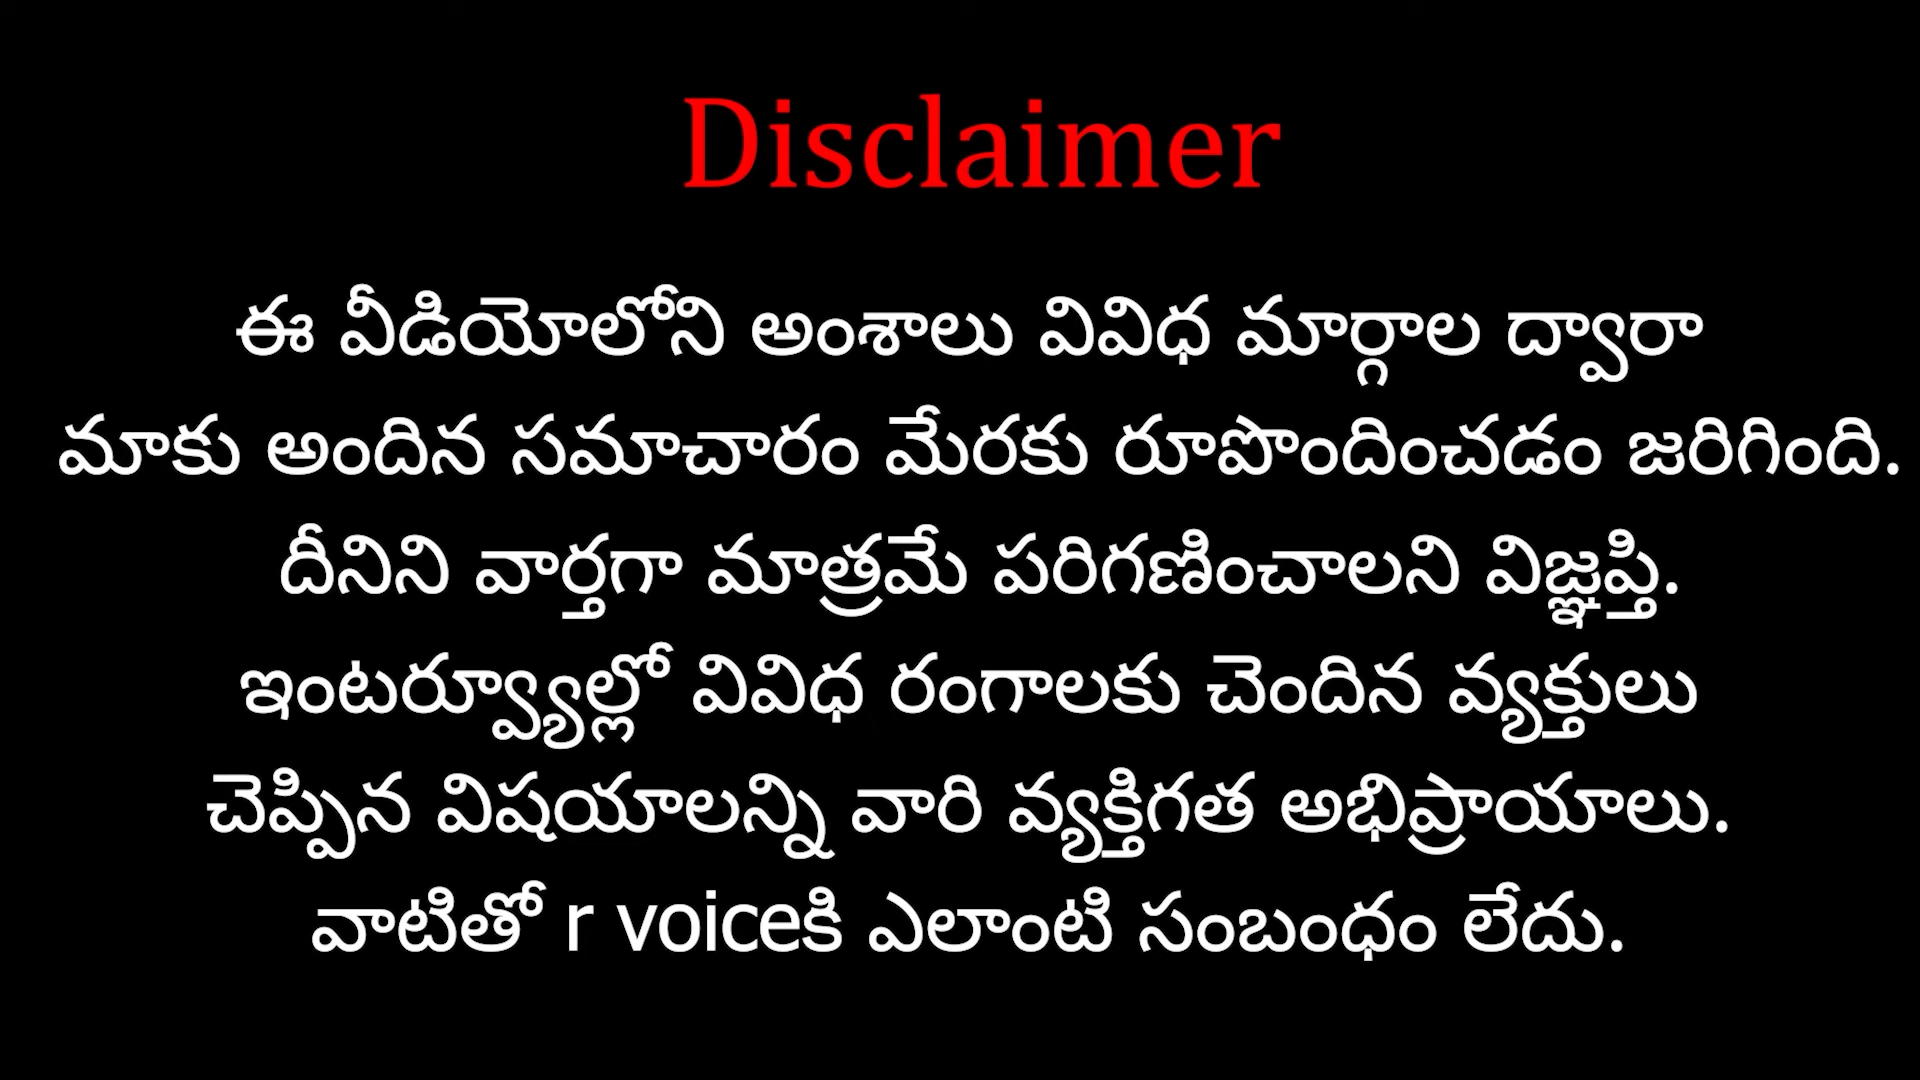 Disclaimer
ఈ వీడియోలోని అంశాలు వివిధ మార్గాల ద్వారా
మాకు అందిన సమాచారం మేరకు రూపొందించడం జరిగింది.
దీనిని వార్తగా మాత్రమే పరిగణించాలని విజ్ఞప్తి.
ఇంటర్వ్యూల్లో వివిధ రంగాలకు చెందిన వ్యక్తులు
చెప్పిన విషయాలన్ని వారి వ్యక్తిగత అభిప్రాయాలు.
వాటితో r voiceకి ఎలాంటి సంబంధం లేదు.